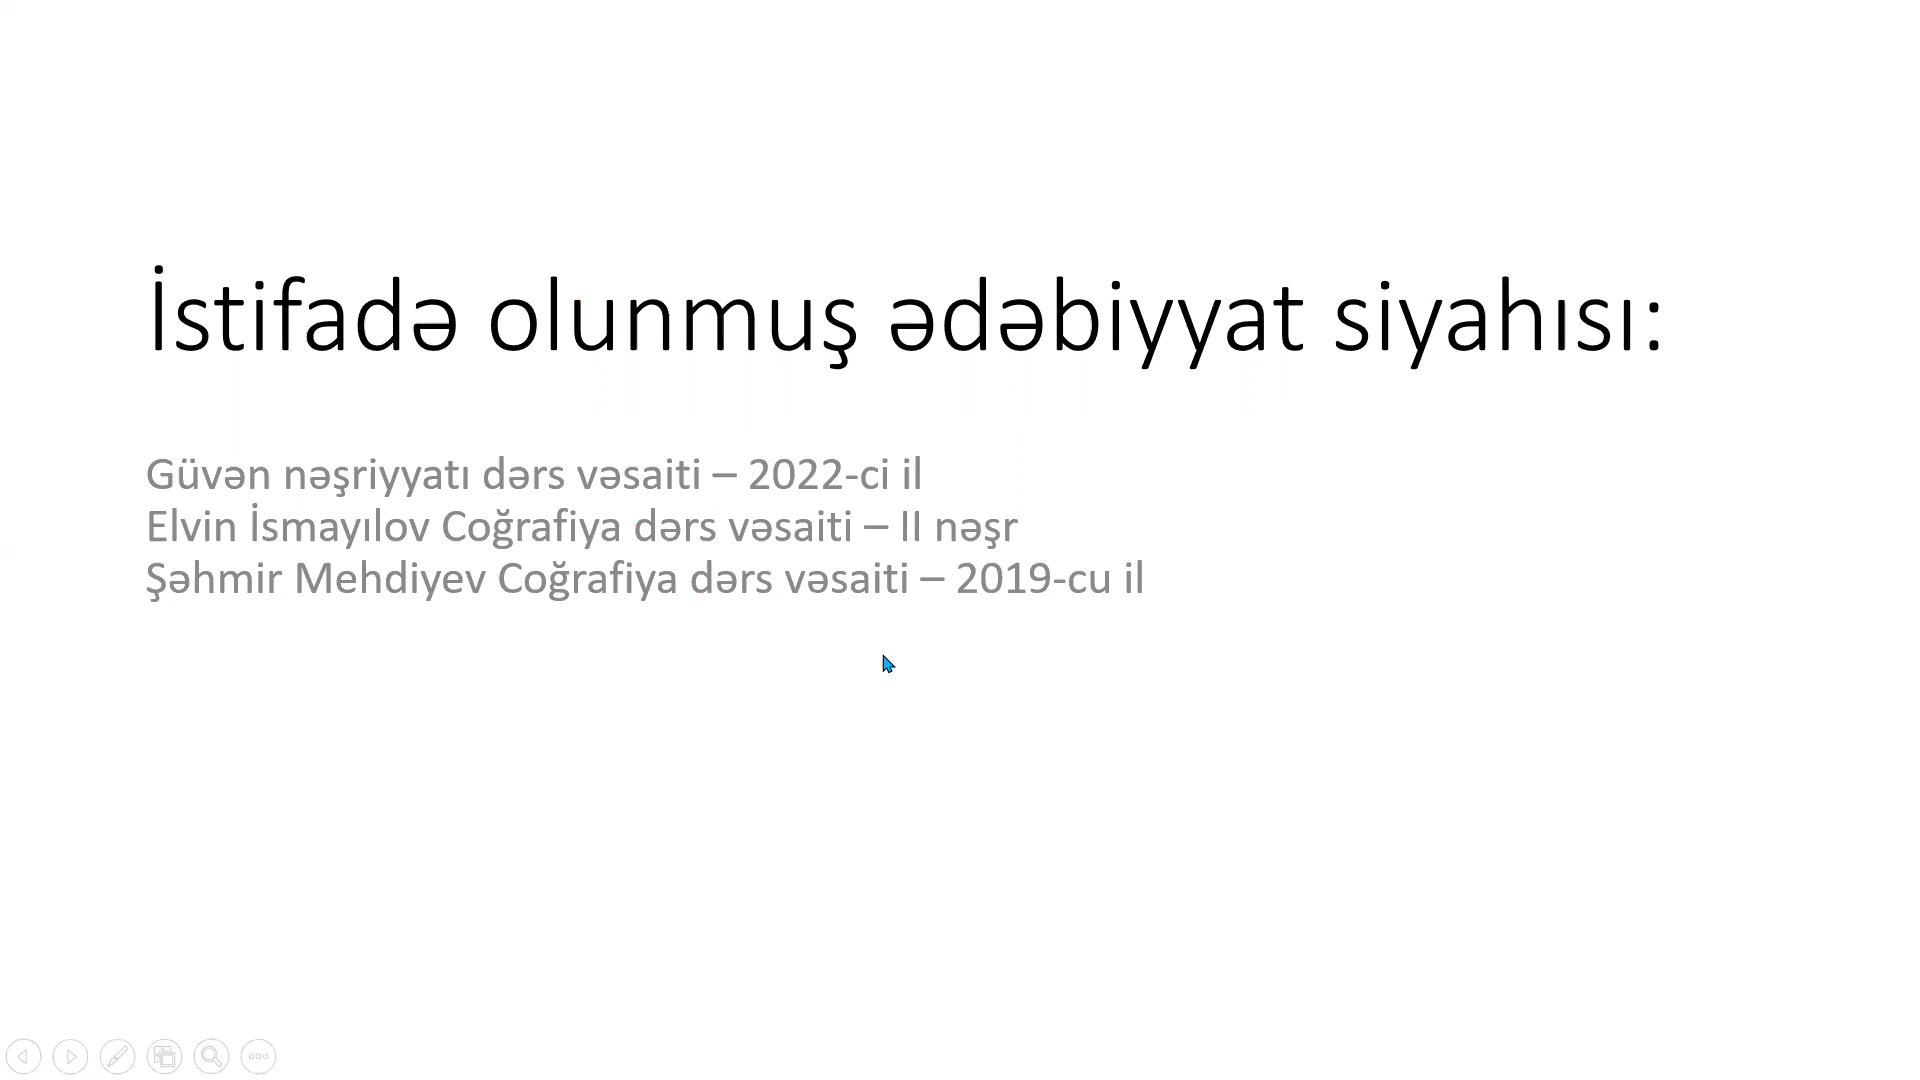 İstifadə olunmuş ədəbiyyat siyahısı:
Güvən nəşriyyatı dərs vəsaiti – 2022-ci il
Elvin İsmayılov Coğrafiya dərs vəsaiti – II nəşr
Şəhmir Mehdiyev Coğrafiya dərs vəsaiti – 2019-cu il